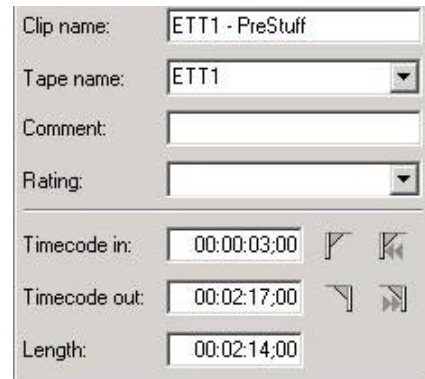 Clip name: ETT1 - PreStuff
Tape name: ETT1
Comment:
Rating:
Timecode in: 00:00:03;00
Timecode out: 00:02:17;00
Length: 00:02:14;00